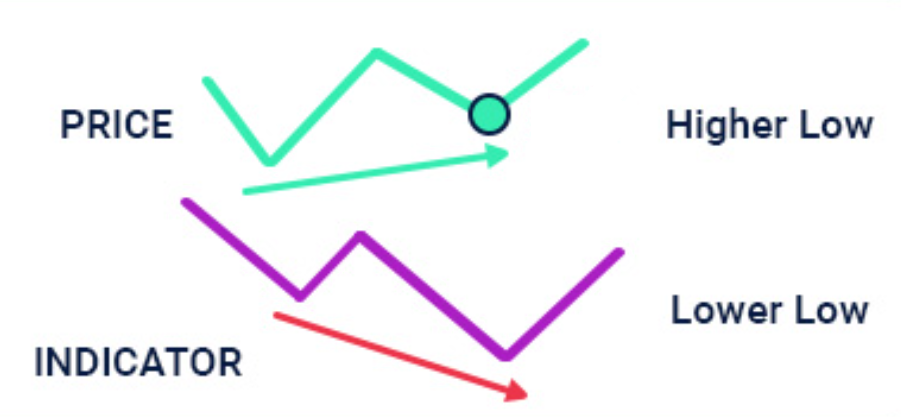 PRICE
Higher Low
Lower Low
INDICATOR